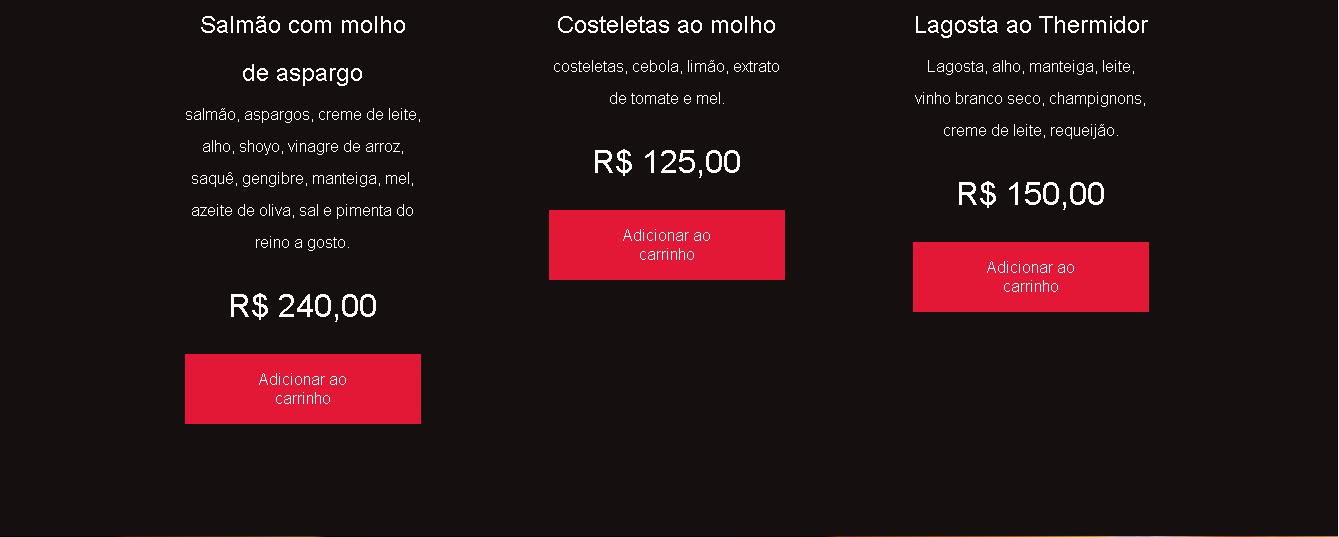 Salmão com molho
de aspargo
salmão, aspargos, creme de leite,
alho, shoyo, vinagre de arroz,
saquê, gengibre, manteiga, mel,
azeite de oliva, sal e pimenta do
reino a gosto.
R$ 240,00
Adicionar ao
carrinho
Costeletas ao molho
costeletas, cebola, limão, extrato
de tomate e mel.
R$ 125,00
Adicionar ao
carrinho
Lagosta ao Thermidor
Lagosta, alho, manteiga, leite,
vinho branco seco, champignons,
creme de leite, requeijão.
R$ 150,00
Adicionar ao
carrinho